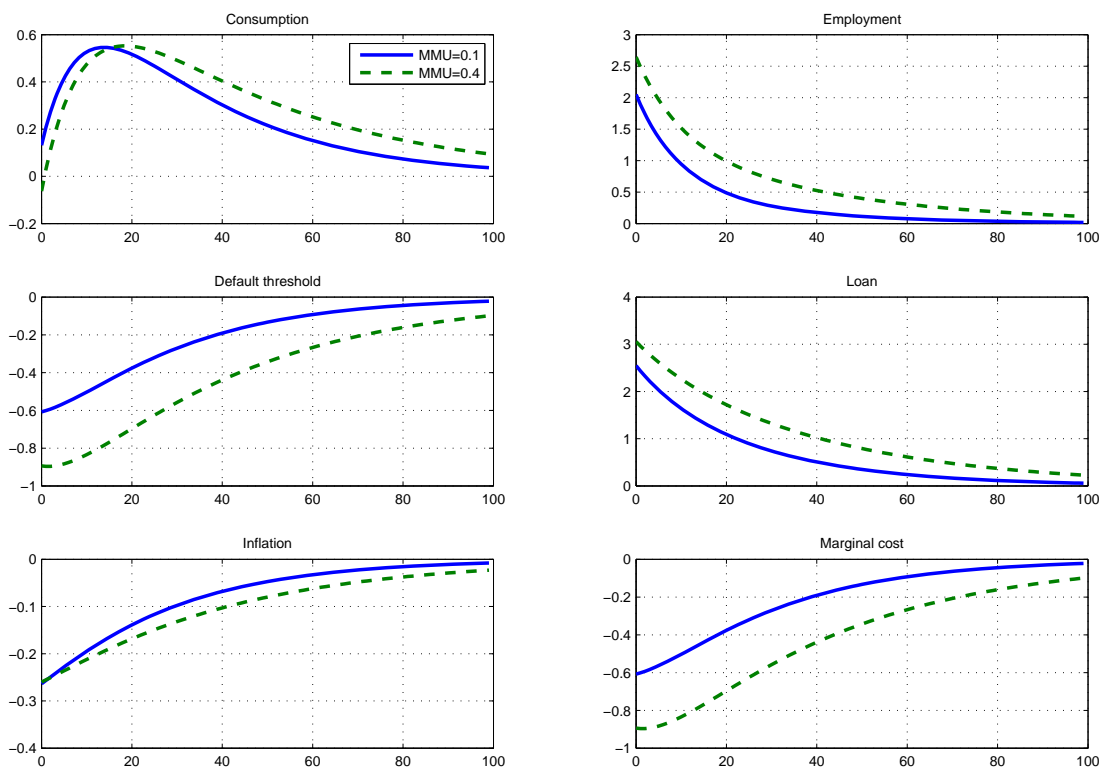 Consumption
0.6
0.4
0.2
0
−0.2
0 20 40 60 80 100
MMU=0.1
MMU=0.4
Employment
3
2.5
2
1.5
1
0.5
0
0 20 40 60 80 100
Default threshold
0
−0.2
−0.4
−0.6
−0.8
−1
0 20 40 60 80 100
Loan
4
3
2
1
0
0 20 40 60 80 100
Inflation
0
−0.1
−0.2
−0.3
−0.4
0 20 40 60 80 100
Marginal cost
0
−0.2
−0.4
−0.6
−0.8
−1
0 20 40 60 80 100